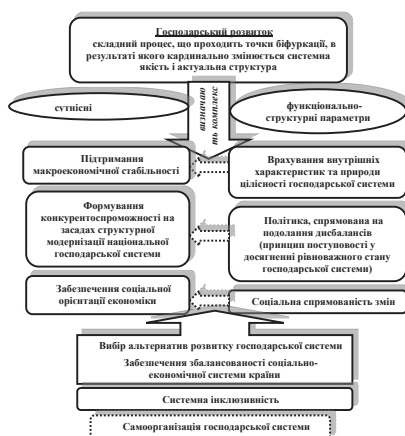 Господарський розвиток
складний процес, що проходить точки біфуркації, в
результаті якого кардинально змінюється системна
якість і актуальна структура
сутнісні
визначаю
ть комплекс
функціонально-
структурні параметри
Підтримання
макроекономічної стабільності
Врахування внутрішніх
характеристик та природи
цілісності господарської системи
Формування
конкурентоспроможності на
засадах структурної
модернізації національної
господарської системи
Політика, спрямована на
подолання дисбалансів
(принцип поступовості у
досягненні рівноважного стану
господарської системи)
Забезпечення соціальної
орієнтації економіки
Соціальна спрямованість змін
Вибір альтернатив розвитку господарської системи
Забезпечення збалансованості соціально-
економічної системи країни
Системна інклюзивність
Самоорганізація господарської системи